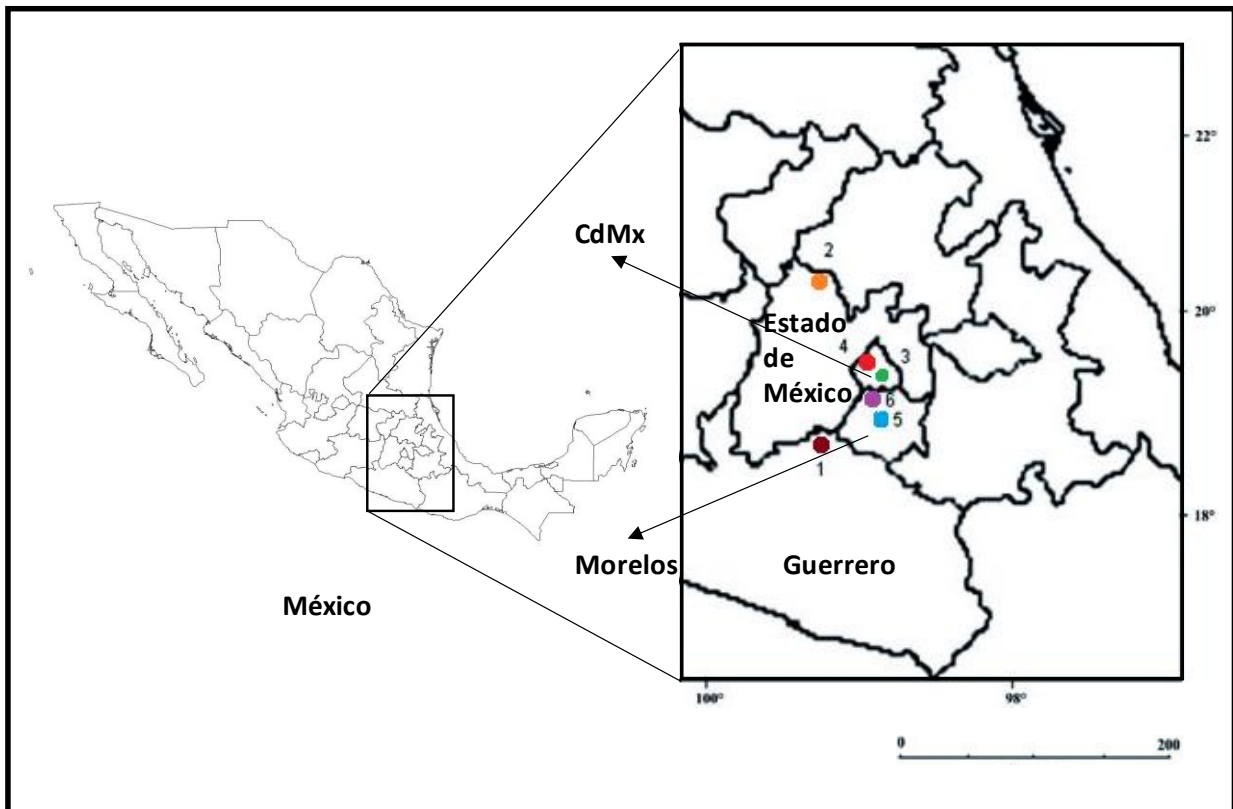 CdMx
Morelos
México
2
Estado
de
México
4
3
6
5
1
Guerrero
22°
20°
18°
100°
98°
0
200